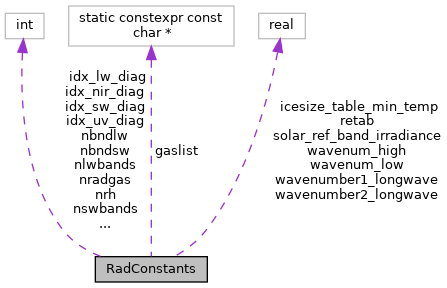 int
static constexpr const
char *
real
idx_lw_diag
idx_nir_diag
idx_sw_diag
idx_uv_diag
nbndlw
nbndsw
nlwbands
nradgas
nrh
nswbands
...
gaslist
icesize_table_min_temp
retab
solar_ref_band_irradiance
wavenum_high
wavenum_low
wavenumber1_longwave
wavenumber2_longwave
RadConstants